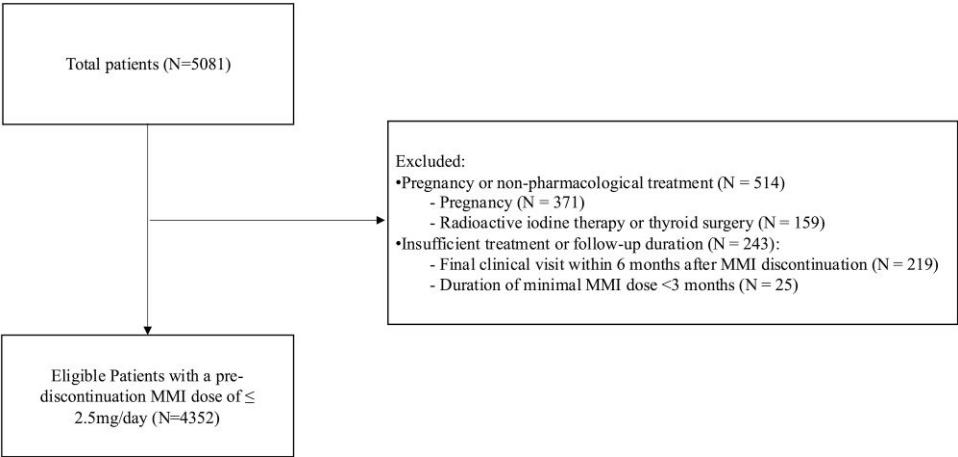 Total patients (N=5081)
Excluded:
•Pregnancy or non-pharmacological treatment (N = 514)
- Pregnancy (N = 371)
- Radioactive iodine therapy or thyroid surgery (N = 159)
•Insufficient treatment or follow-up duration (N = 243):
- Final clinical visit within 6 months after MMI discontinuation (N = 219)
- Duration of minimal MMI dose <3 months (N = 25)
Eligible Patients with a pre-
discontinuation MMI dose of ≤
2.5mg/day (N=4352)